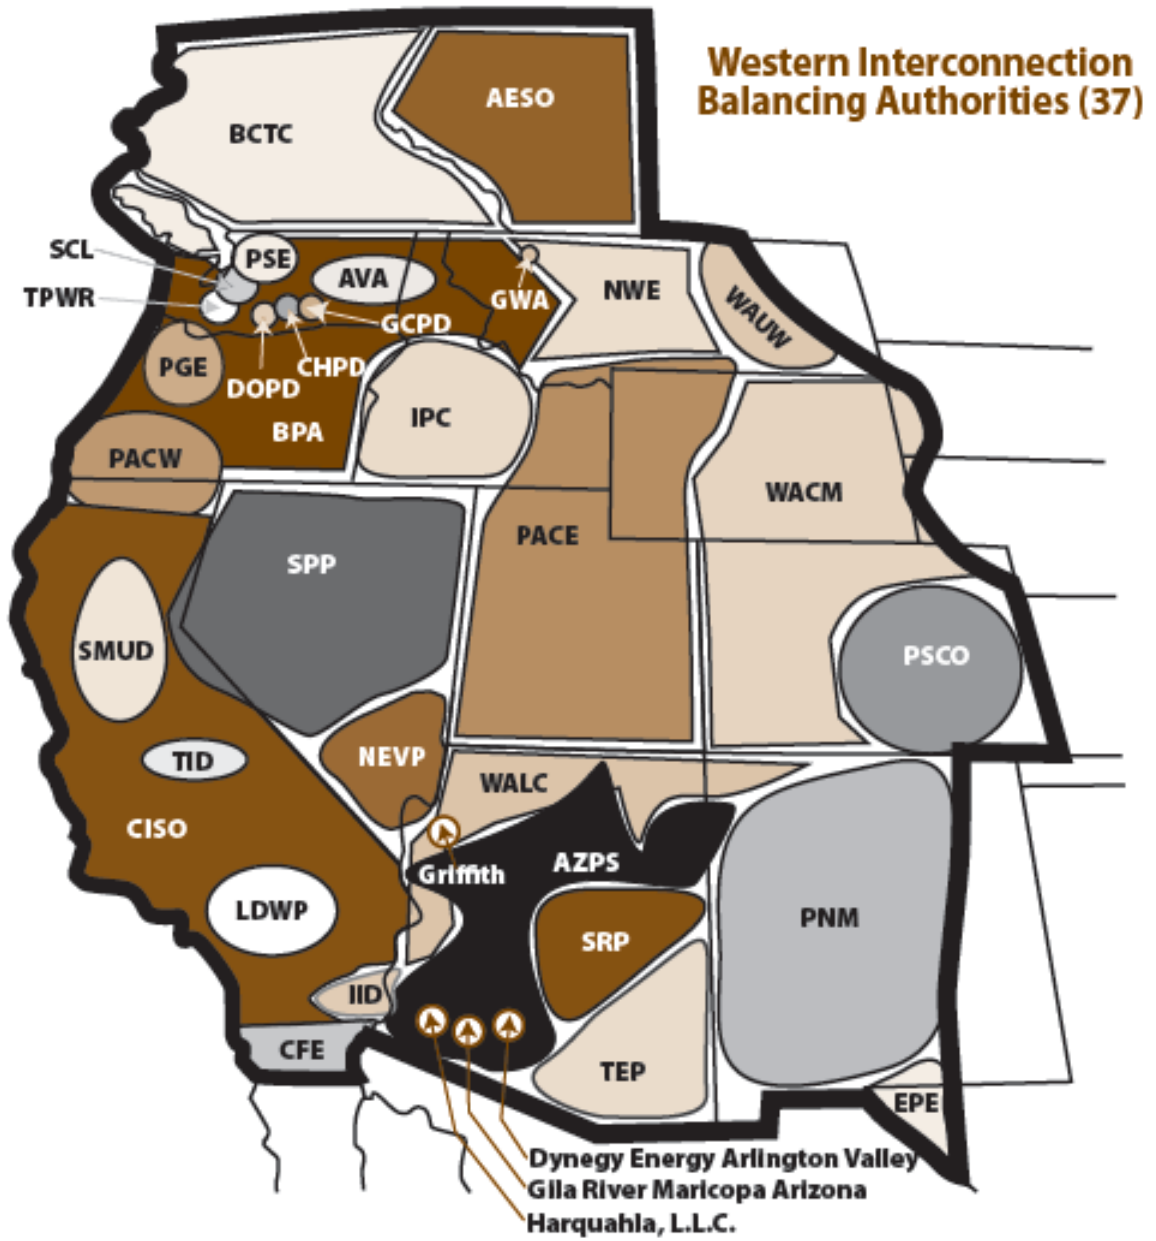 Western Interconnection
Balancing Authorities (37)
AESO
BCTC
SCL
PSE
AVA
TPWR
GWA
NWE
WAUW
GCPD
PGE
CHPD
DOPD
BPA
IPC
PACW
WACM
PACE
SPP
SMUD
PSCO
TID
NEVP
WALC
CISO
Griffith
AZPS
LDWP
SRP
PNM
IID
CFE
TEP
EPE
Dynegy Energy Arlington Valley
Gila River Maricopa Arizona
Harquahla, L.L.C.